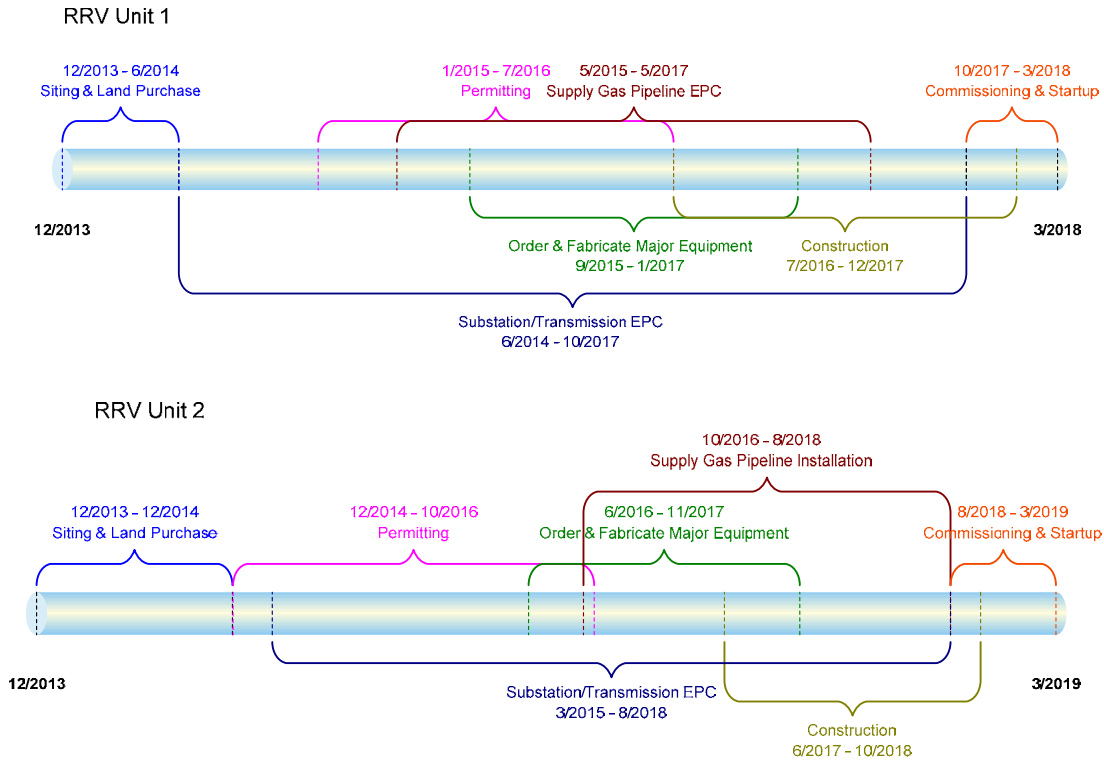 RRV Unit 1
12/2013 – 6/2014
Siting & Land Purchase
1/2015 – 7/2016
Permitting
5/2015 – 5/2017
Supply Gas Pipeline EPC
10/2017 – 3/2018
Commissioning & Startup
12/2013
3/2018
Order & Fabricate Major Equipment
9/2015 – 1/2017
Construction
7/2016 – 12/2017
Substation/Transmission EPC
6/2014 – 10/2017
RRV Unit 2
10/2016 – 8/2018
Supply Gas Pipeline Installation
12/2013 – 12/2014
Siting & Land Purchase
12/2014 – 10/2016
Permitting
6/2016 – 11/2017
Order & Fabricate Major Equipment
8/2018 – 3/2019
Commissioning & Startup
12/2013
3/2019
Substation/Transmission EPC
3/2015 – 8/2018
Construction
6/2017 – 10/2018